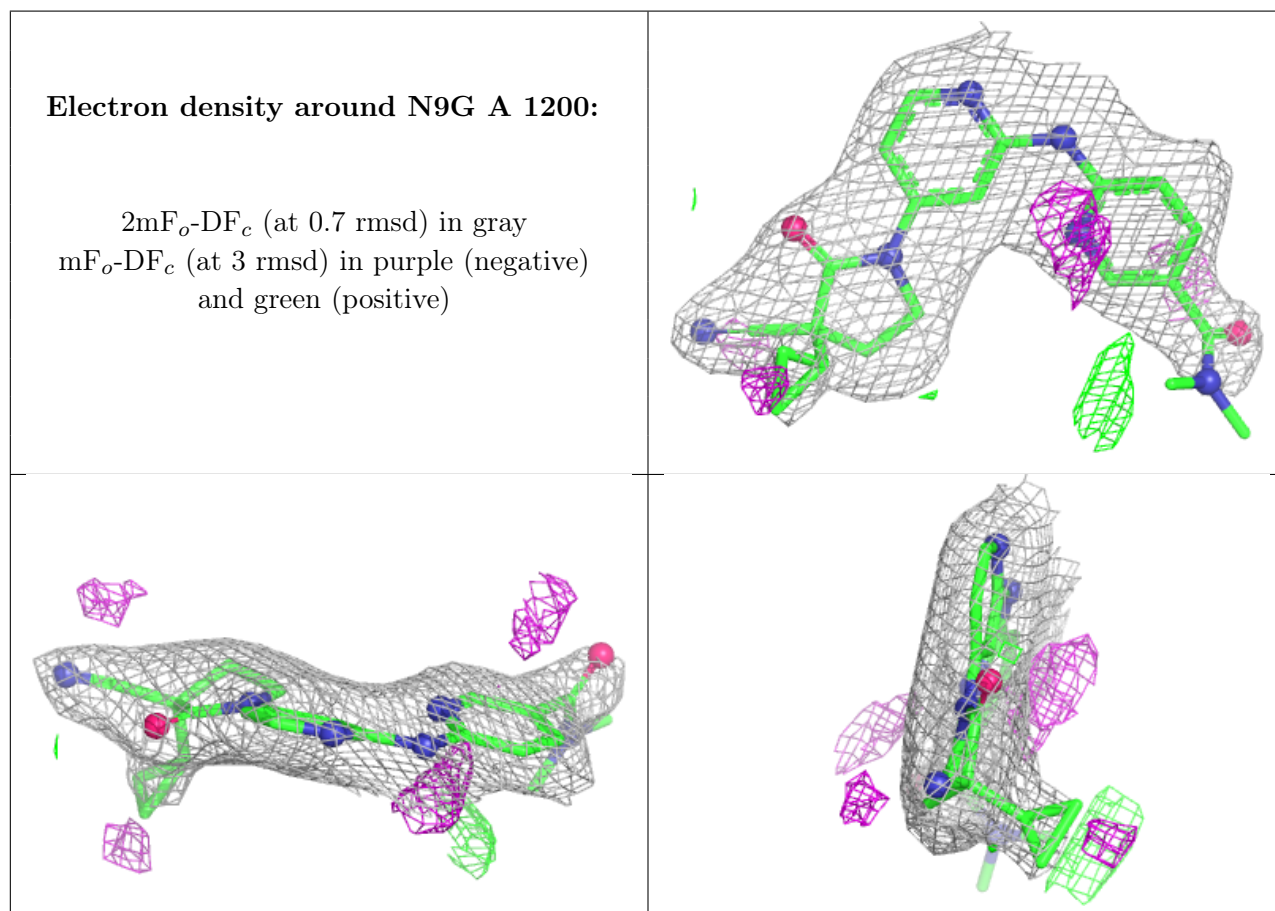 Electron density around N9G A 1200:
2mFₒ-DF𝒸 (at 0.7 rmsd) in gray
mFₒ-DF𝒸 (at 3 rmsd) in purple (negative)
and green (positive)